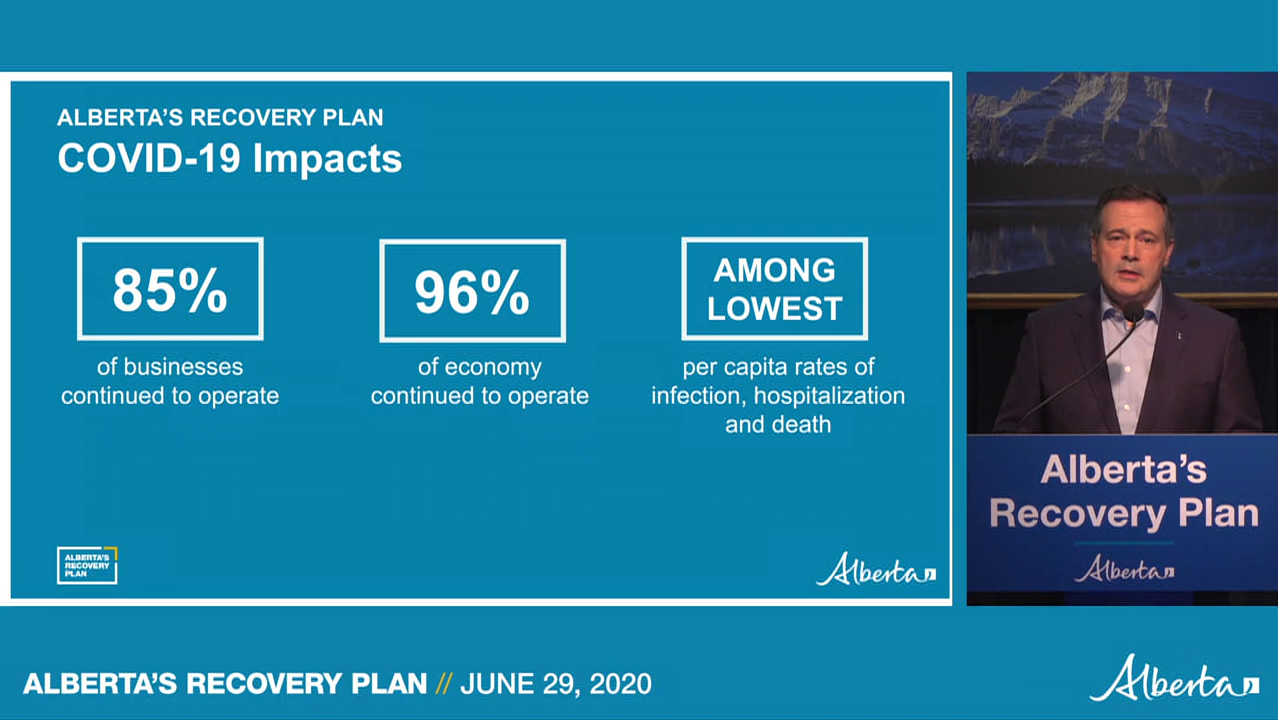 ALBERTA'S RECOVERY PLAN
COVID-19 Impacts
85%
of businesses
continued to operate
96%
of economy
continued to operate
AMONG
LOWEST
per capita rates of
infection, hospitalization
and death
ALBERTA'S
RECOVERY
PLAN
Alberta
Alberta's
Recovery Plan
Alberta
ALBERTA'S RECOVERY PLAN // JUNE 29, 2020
Alberta